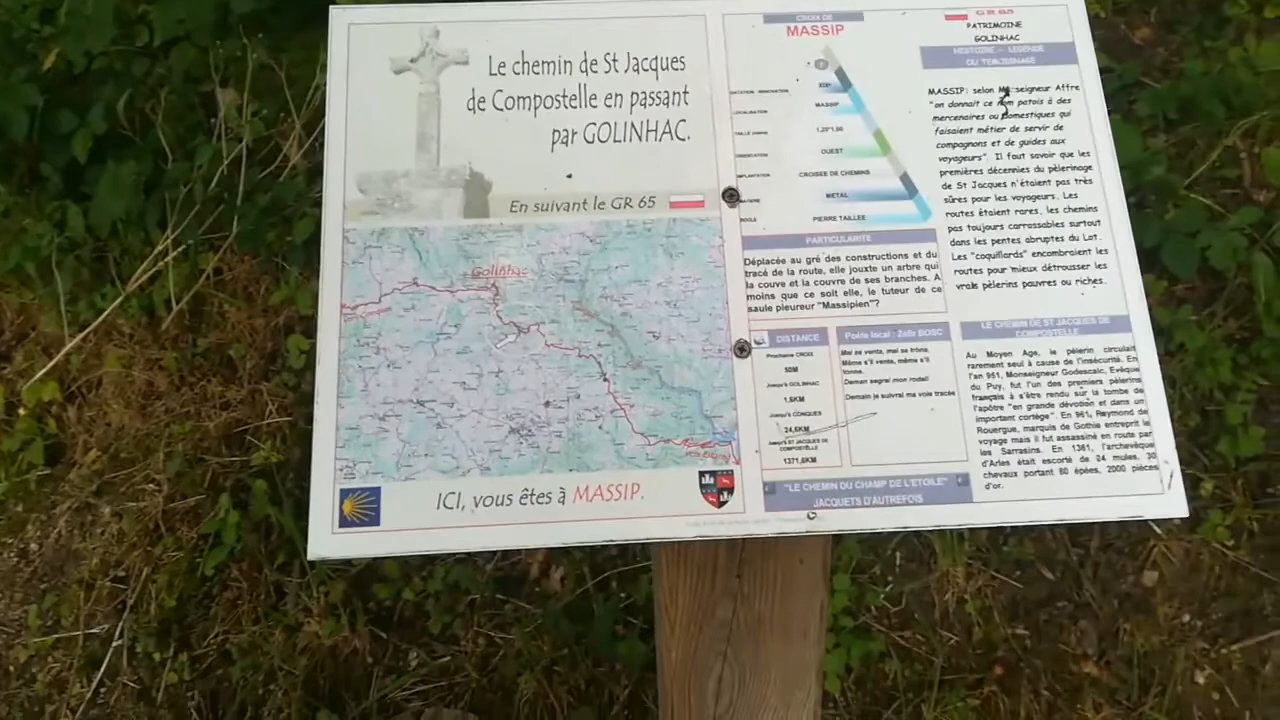 Le chemin de St Jacques
de Compostelle en passant
par GOLINHAC.
En suivant le GR 65
Golinhac
ICI, vous êtes à MASSIP.
CROIX DE
MASSIP
XIX°
LOCALISATION
MASSIP
1,20*1,00
ORIENTATION
OUEST
CROISEE DE CHEMINS
METAL
SOCLE
PIERRE TAILLEE
PARTICULARITE
Déplacée au gré des constructions et du
tracé de la route, elle jouxte un arbre qui
la couve et la couvre de ses branches. A
moins que ce soit elle, le tuteur de ce
saule pleureur "Massipien"?
DISTANCE
Prochaine CROIX
50M
Jusqu'à GOLINHAC
1,6KM
Jusqu'à CONQUES
24,6KM
Jusqu'à ST JACQUES DE
COMPOSTELLE
1371,6KM
Poète local : Zéfir BOSC
Mai se venta, mai se tròna,
Même s'il vente, même s'il
tonne.
Deman segrai mon rodal!
Demain je suivrai ma voie tracée
"LE CHEMIN DU CHAMP DE L'ETOILE"
JACQUETS D'AUTREFOIS
GR 65
PATRIMOINE
GOLINHAC
HISTOIRE - LEGENDE
OU TEMOIGNAGE
MASSIP: selon Monseigneur Affre
"on donnait ce nom patois à des
mercenaires ou domestiques qui
faisaient métier de servir de
compagnons et de guides aux
voyageurs". Il faut savoir que les
premières décennies du pèlerinage
de St Jacques n'étaient pas très
sûres pour les voyageurs. Les
routes étaient rares, les chemins
pas toujours carrossables surtout
dans les pentes abruptes du Lot.
Les "coquillards" encombraient les
routes pour mieux détrousser les
vrais pèlerins pauvres ou riches.
LE CHEMIN DE ST JACQUES DE
COMPOSTELLE
Au Moyen Age, le pèlerin circulait
rarement seul à cause de l'insécurité. En
l'an 951, Monseigneur Godescalc, Evêque
du Puy, fut l'un des premiers pèlerins
français à s'être rendu sur la tombe de
l'apôtre "en grande dévotion et dans un
important cortège". En 961, Raymond de
Rouergue, marquis de Gothie entreprit le
voyage mais il fut assassiné en route par
les Sarrasins. En 1381, l'archevêque
d'Arles était escorté de 24 mules, 30
chevaux portant 80 épées, 2000 pièces
d'or.